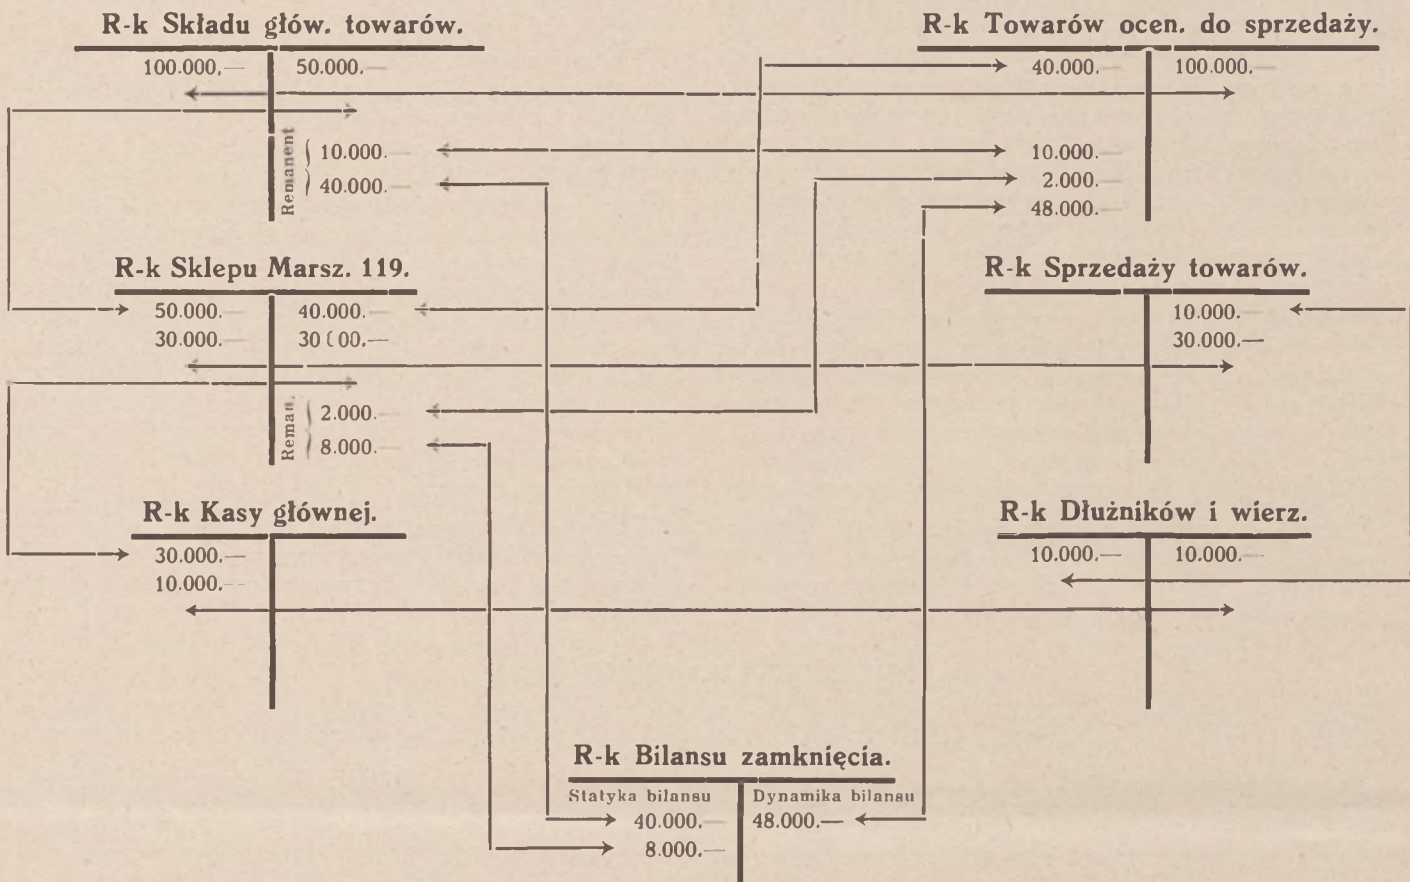 R-k Składu głów. towarów.
100.000,— 50.000.—
Remanent
10.000.—
40.000.—
R-k Towarów ocen. do sprzedaży.
40.000.— 100.000.—
10.000.—
2.000.—
48.000.—
R-k Sklepu Marsz. 119.
50.000.— 40.000.—
30.000.— 30 000.—
Reman.
2.000.—
8.000.—
R-k Sprzedaży towarów.
10.000.—
30.000.—
R-k Kasy głównej.
30.000.—
10.000.—
R-k Dłużników i wierz.
10.000.— 10.000.—
R-k Bilansu zamknięcia.
Statyka bilansu Dynamika bilansu
40.000.— 48.000.—
8.000.—